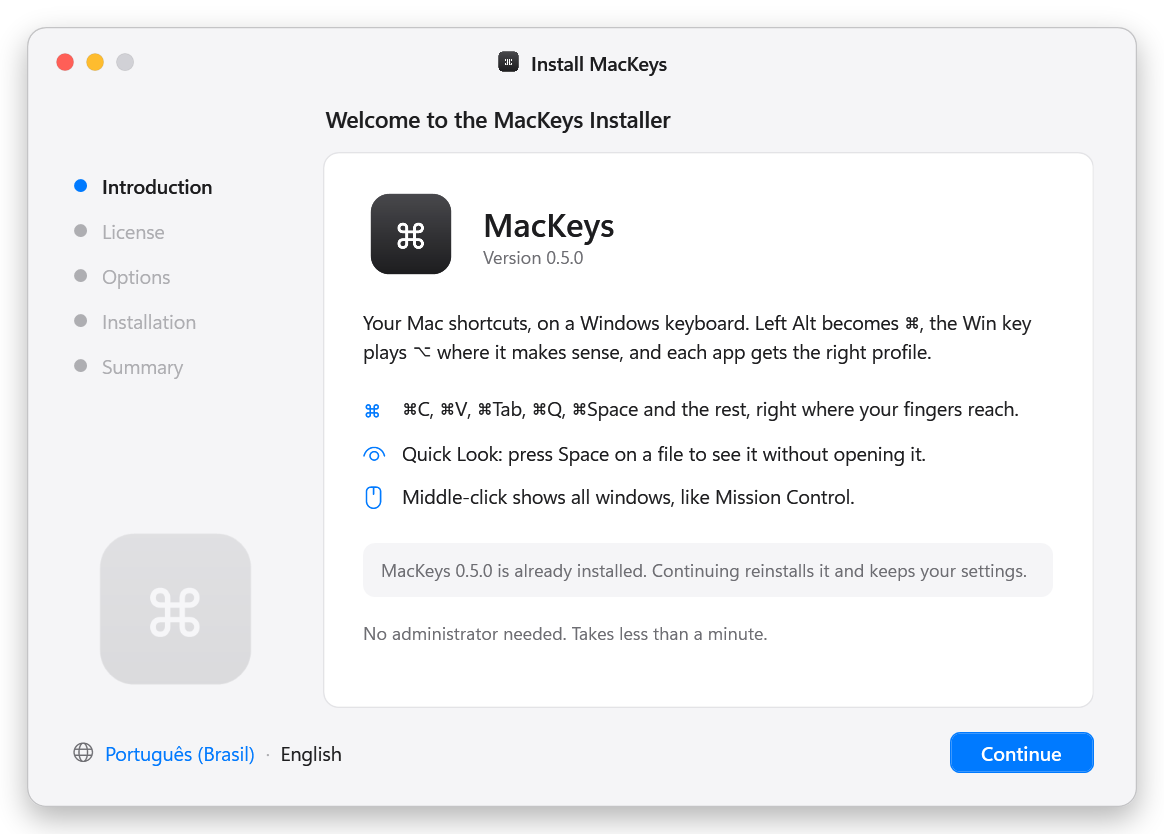 Install MacKeys
Welcome to the MacKeys Installer
Introduction
License
Options
Installation
Summary
⌘
MacKeys
Version 0.5.0
Your Mac shortcuts, on a Windows keyboard. Left Alt becomes ⌘, the Win key
plays ⌥ where it makes sense, and each app gets the right profile.
⌘ ⌘C, ⌘V, ⌘Tab, ⌘Q, ⌘Space and the rest, right where your fingers reach.
Quick Look: press Space on a file to see it without opening it.
Middle-click shows all windows, like Mission Control.
MacKeys 0.5.0 is already installed. Continuing reinstalls it and keeps your settings.
No administrator needed. Takes less than a minute.
⌘
Português (Brasil) · English
Continue